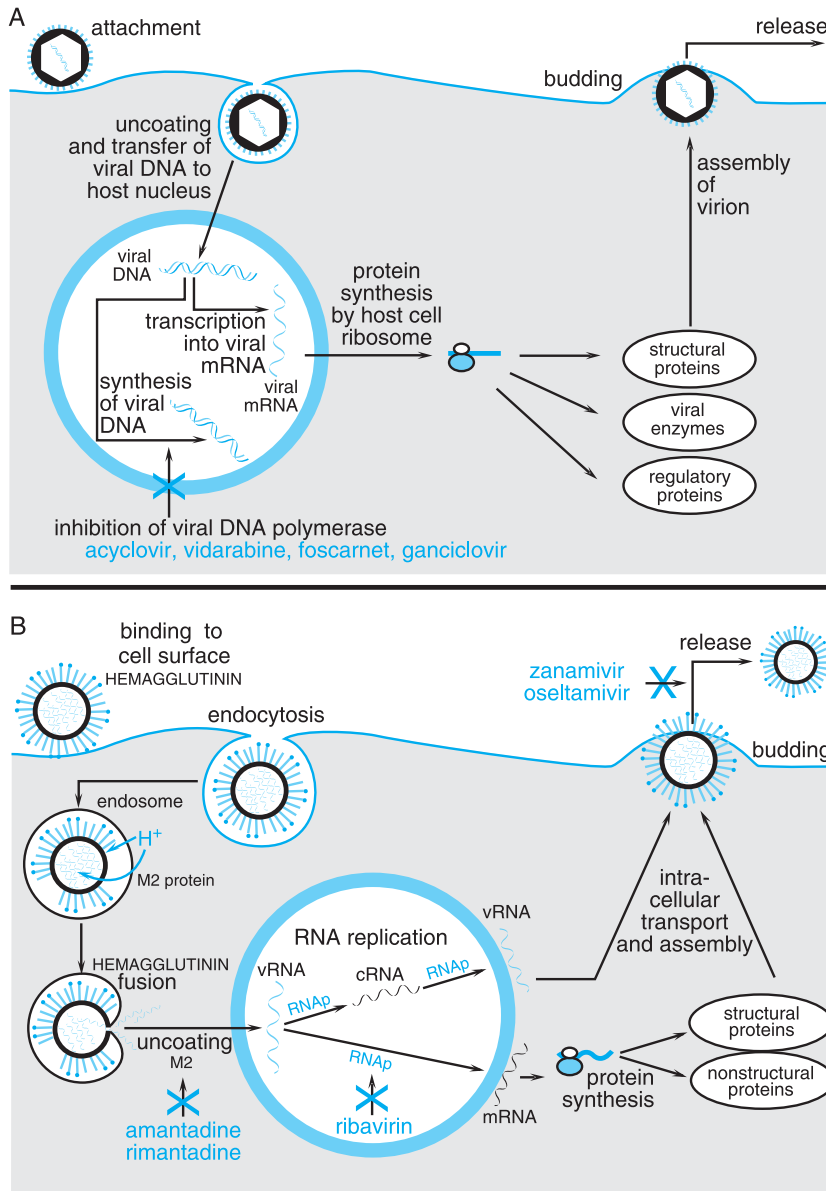 A
attachment
release
budding
uncoating
and transfer of
viral DNA to
host nucleus
assembly
of
virion
viral
DNA
protein
synthesis
by host cell
ribosome
transcription
into viral
mRNA
viral
mRNA
synthesis
of viral
DNA
structural
proteins
viral
enzymes
regulatory
proteins
inhibition of viral DNA polymerase
acyclovir, vidarabine, foscarnet, ganciclovir
B
binding to
cell surface
HEMAGGLUTININ
endocytosis
release
zanamivir
oseltamivir
budding
endosome
H+
M2 protein
HEMAGGLUTININ
fusion
uncoating
M2
amantadine
rimantadine
RNA replication
vRNA
RNAp
cRNA
RNAp
vRNA
RNAp
ribavirin
mRNA
intra-
cellular
transport
and assembly
protein
synthesis
structural
proteins
nonstructural
proteins